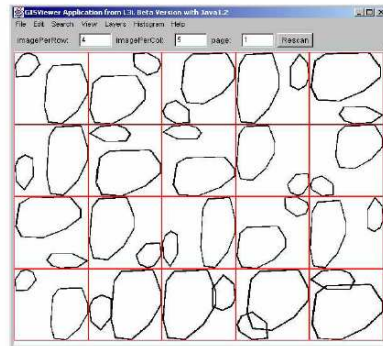 GISViewer Application from UJL Beta Version with Java1.2
File Edit Search View Layers Histogram Help
imagePerRow: 4 imagePerCol: 5 page: 1 Rescan